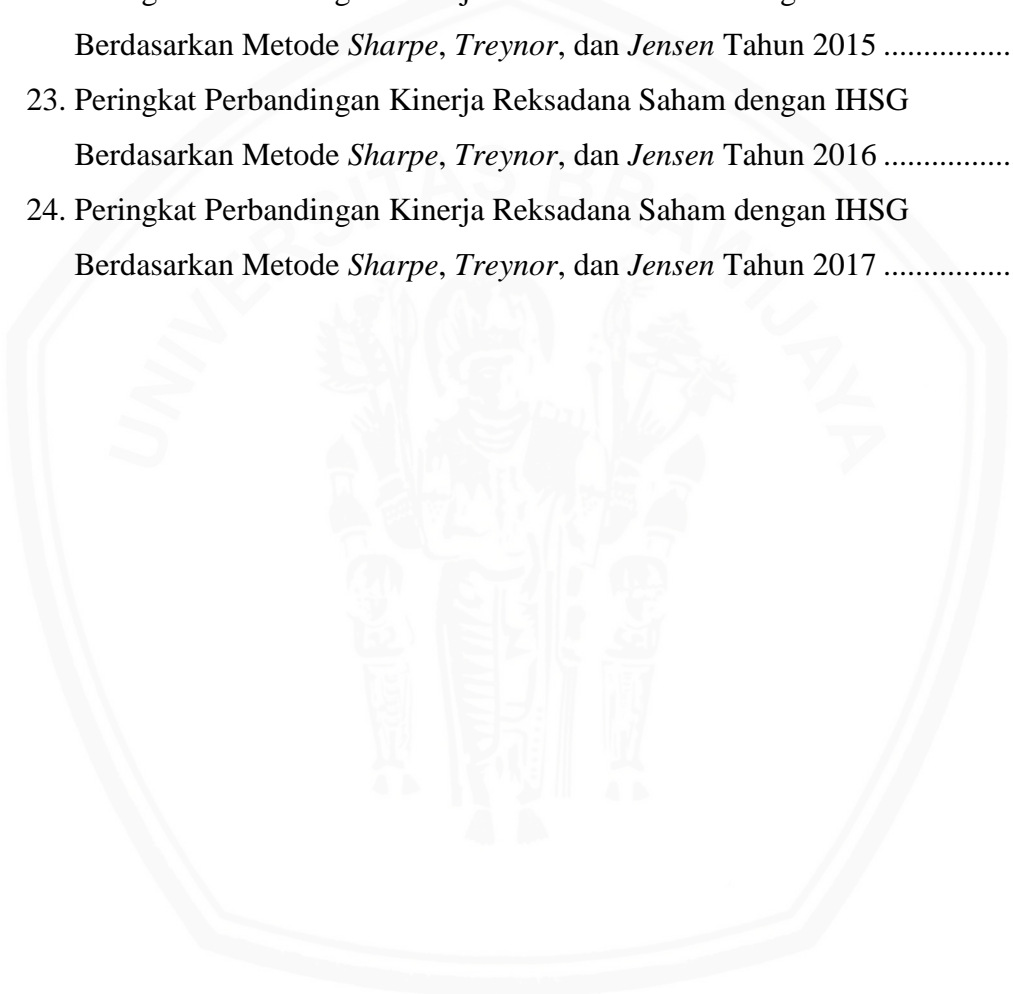 Berdasarkan Metode Sharpe, Treynor, dan Jensen Tahun 2015 ................
23. Peringkat Perbandingan Kinerja Reksadana Saham dengan IHSG
Berdasarkan Metode Sharpe, Treynor, dan Jensen Tahun 2016 ................
24. Peringkat Perbandingan Kinerja Reksadana Saham dengan IHSG
Berdasarkan Metode Sharpe, Treynor, dan Jensen Tahun 2017 ................
UNIVERSITAS BRAWIJAYA